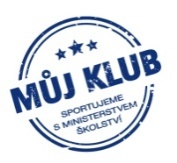 MŮJ KLUB
SPORTUJEME
S MINISTERSTVEM
ŠKOLSTVÍ